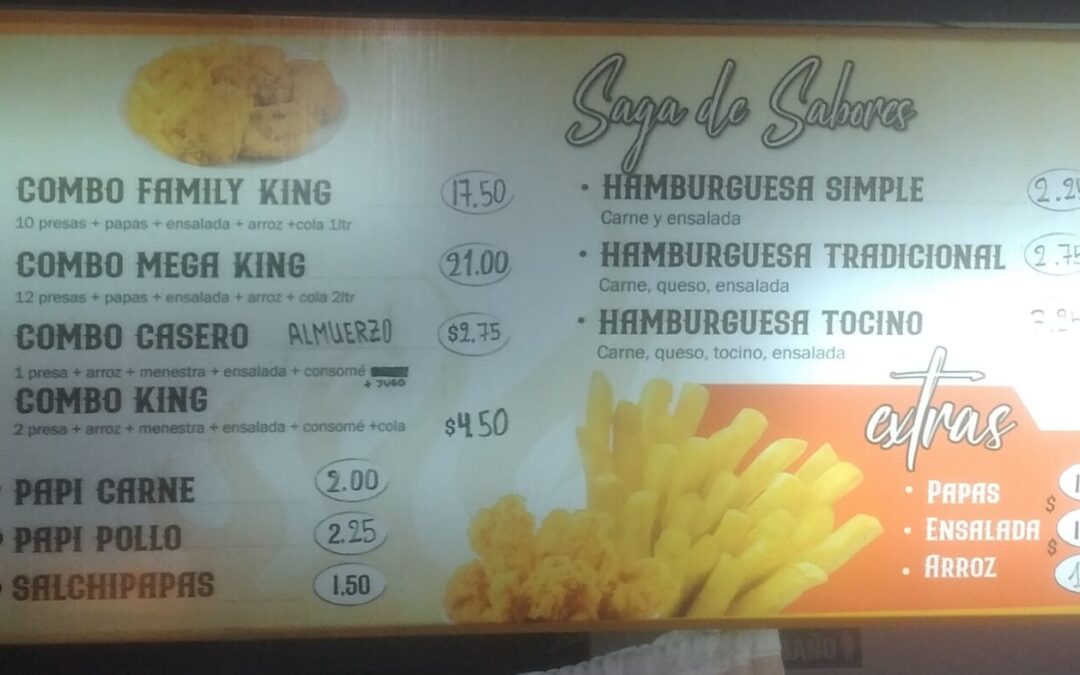 COMBO FAMILY KING 17.50
10 presas + papas + ensalada + arroz +cola 1ltr
COMBO MEGA KING 21.00
12 presas + papas + ensalada + arroz + cola 2ltr
COMBO CASERO ALMUERZO $2.75
1 presa + arroz + menestra + ensalada + consomé
+ JUGO
COMBO KING
2 presa + arroz + menestra + ensalada + consomé +cola $4.50
PAPI CARNE 2.00
PAPI POLLO 2.25
SALCHIPAPAS 1.50
Saga de Sabores
• HAMBURGUESA SIMPLE
Carne y ensalada
• HAMBURGUESA TRADICIONAL 2.75
Carne, queso, ensalada
• HAMBURGUESA TOCINO
Carne, queso, tocino, ensalada
extras
• PAPAS
$
• ENSALADA
$
• ARROZ